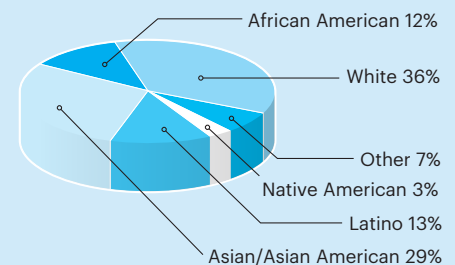 African American 12%
White 36%
Other 7%
Native American 3%
Latino 13%
Asian/Asian American 29%